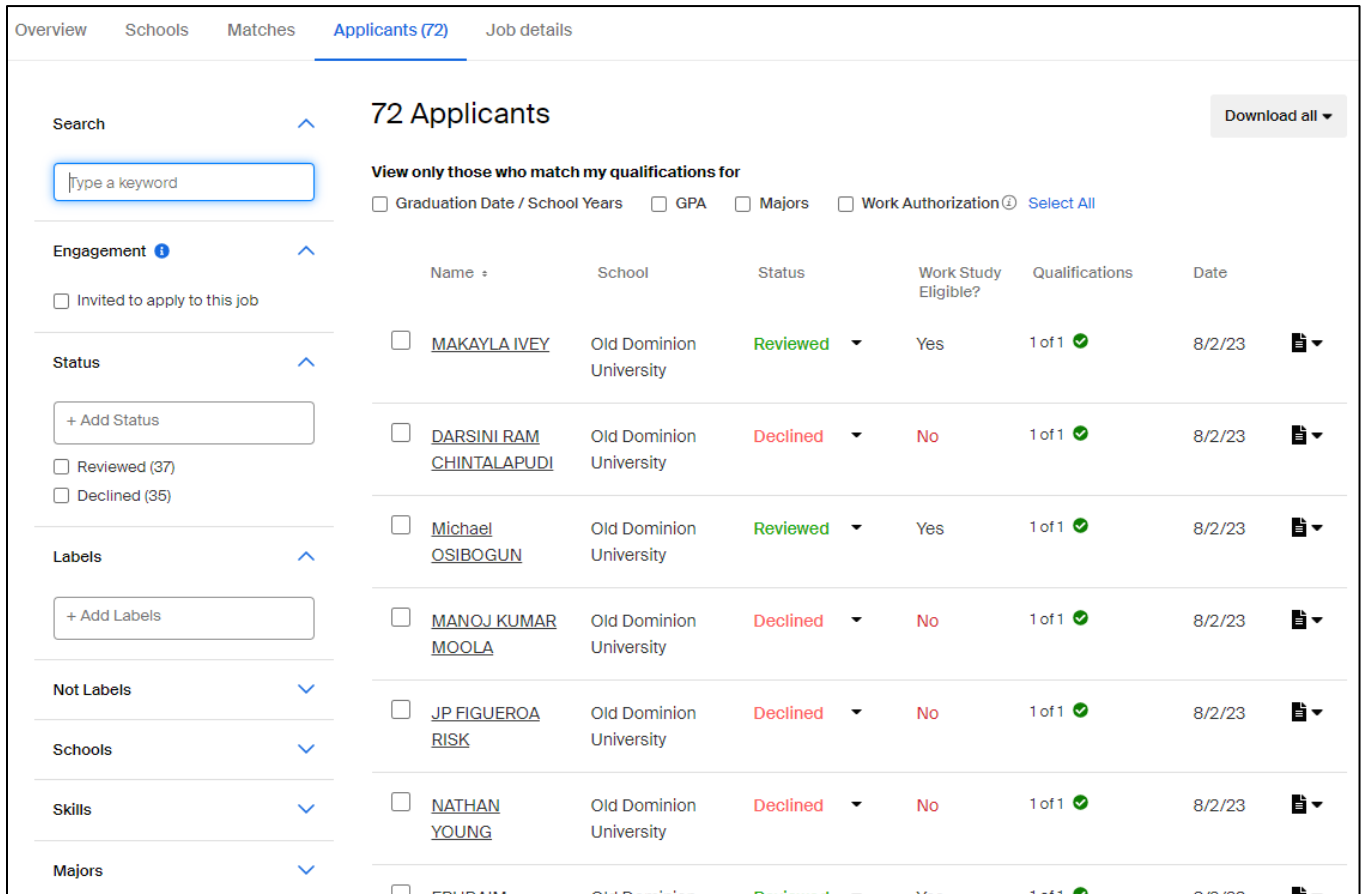 Overview Schools Matches Applicants (72) Job details
Search
Type a keyword
Engagement
Invited to apply to this job
Status
+ Add Status
Reviewed (37)
Declined (35)
Labels
+ Add Labels
Not Labels
Schools
Skills
Majors
72 Applicants
Download all
View only those who match my qualifications for
Graduation Date / School Years GPA Majors Work Authorization Select All
Name School Status Work Study Qualifications Date
Eligible?
MAKAYLA IVEY Old Dominion Reviewed Yes 1 of 1 8/2/23
University
DARSINI RAM Old Dominion Declined No 1 of 1 8/2/23
CHINTALAPUDI University
Michael Old Dominion Reviewed Yes 1 of 1 8/2/23
OSIBOGUN University
MANOJ KUMAR Old Dominion Declined No 1 of 1 8/2/23
MOOLA University
JP FIGUEROA Old Dominion Declined No 1 of 1 8/2/23
RISK University
NATHAN Old Dominion Declined No 1 of 1 8/2/23
YOUNG University